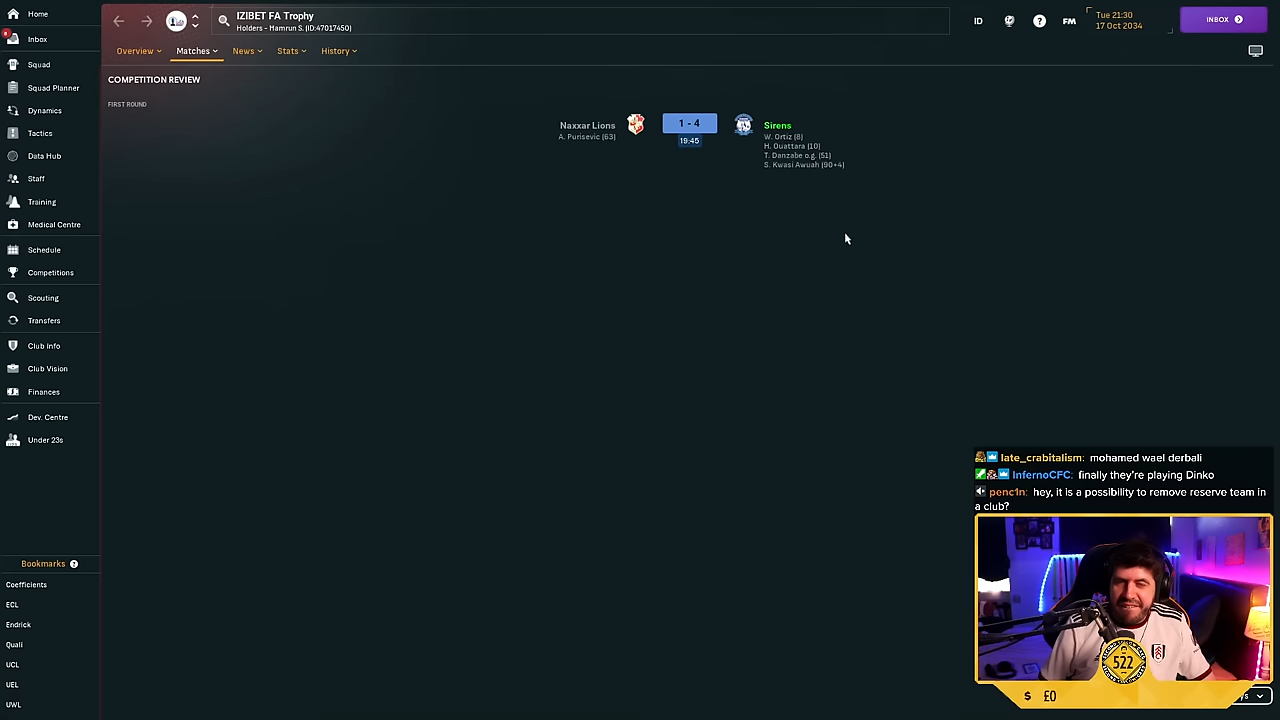 Home
IZIBET FA Trophy
Holders - Hamrun S. (ID:47017450)
ID
FM
Tue 21:30
17 Oct 2034
INBOX
6
Inbox
Overview
Matches
News
Stats
History
Squad
COMPETITION REVIEW
Squad Planner
FIRST ROUND
Dynamics
Naxxar Lions
1 - 4
Sirens
A. Purisevic (63)
19:45
W. Ortiz (8)
H. Ouattara (10)
T. Danzabe o.g. (51)
S. Kwasi Awuah (90+4)
Tactics
Data Hub
Staff
Training
Medical Centre
Schedule
Competitions
Scouting
Transfers
Club Info
Club Vision
Finances
Dev. Centre
Under 23s
Bookmarks ?
Coefficients
ECL
Endrick
Quali
UCL
UEL
UWL
late_crabitalism: mohamed wael derbali
InfernoCFC: finally they're playing Dinko
penc1n: hey, it is a possibility to remove reserve team in
a club?
522
$ £0